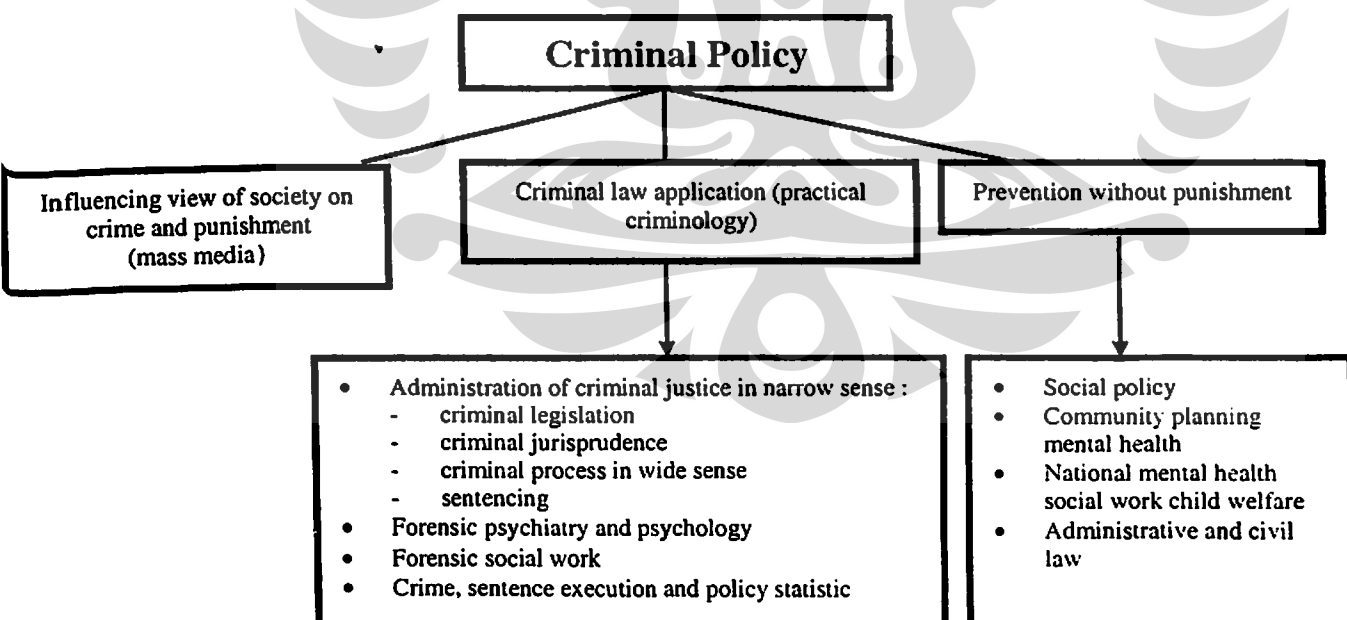 Criminal Policy
Influencing view of society on
crime and punishment
(mass media)
Criminal law application (practical
criminology)
Prevention without punishment
• Administration of criminal justice in narrow sense :
- criminal legislation
- criminal jurisprudence
- criminal process in wide sense
- sentencing
• Forensic psychiatry and psychology
• Forensic social work
• Crime, sentence execution and policy statistic
• Social policy
• Community planning
mental health
• National mental health
social work child welfare
• Administrative and civil
law